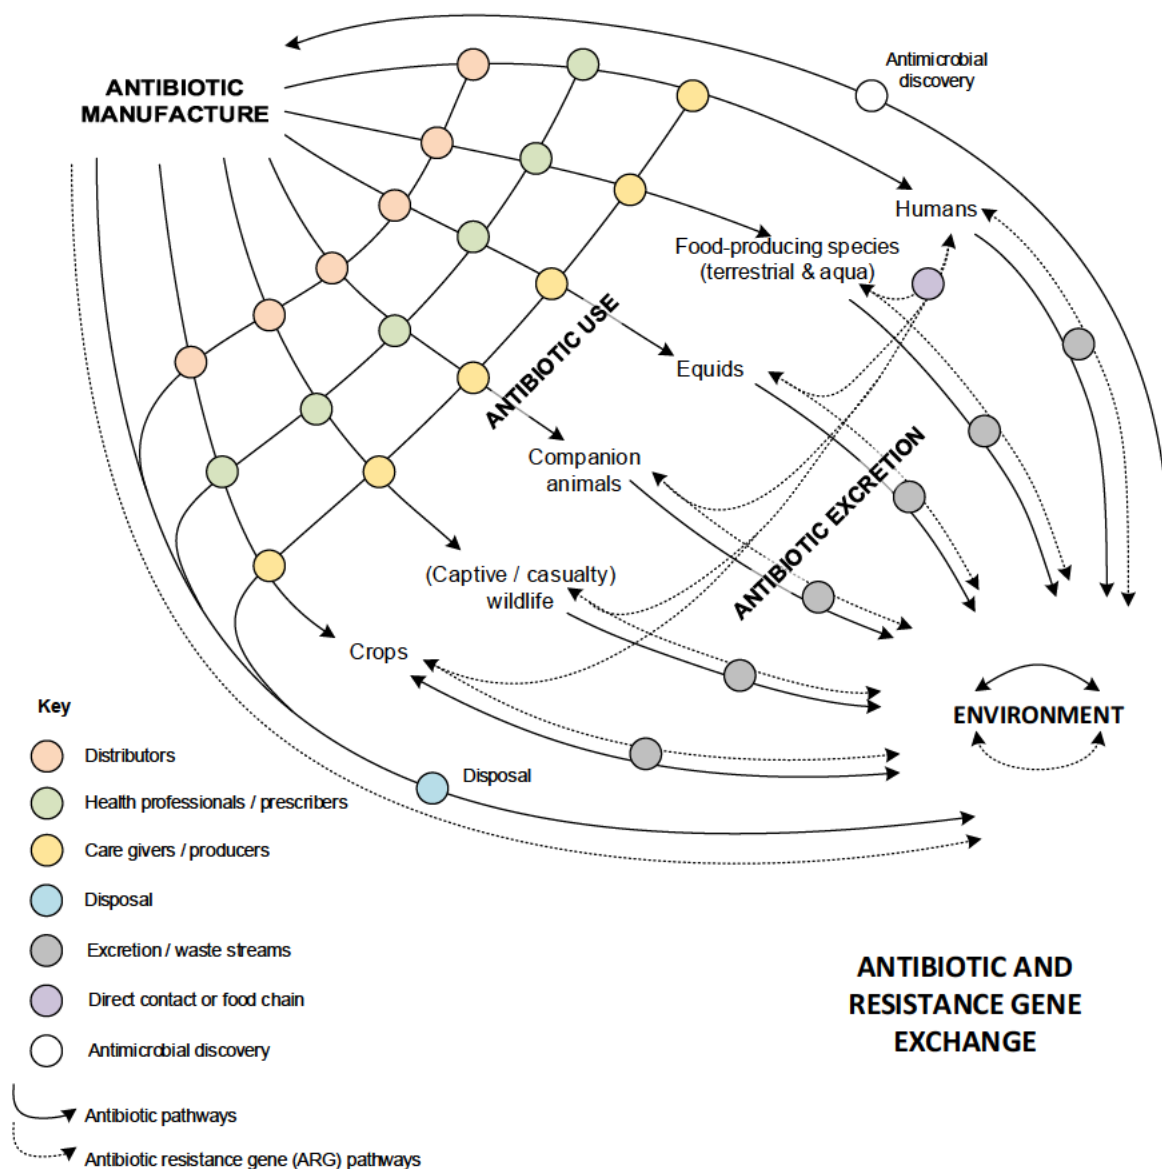 Antimicrobial
discovery
ANTIBIOTIC
MANUFACTURE
Humans
Food-producing species
(terrestrial & aqua)
ANTIBIOTIC USE
Equids
Companion
animals
ANTIBIOTIC EXCRETION
(Captive / casualty)
wildlife
Crops
ENVIRONMENT
Disposal
Key
Distributors
Health professionals / prescribers
Care givers / producers
Disposal
Excretion / waste streams
Direct contact or food chain
Antimicrobial discovery
Antibiotic pathways
Antibiotic resistance gene (ARG) pathways
ANTIBIOTIC AND
RESISTANCE GENE
EXCHANGE